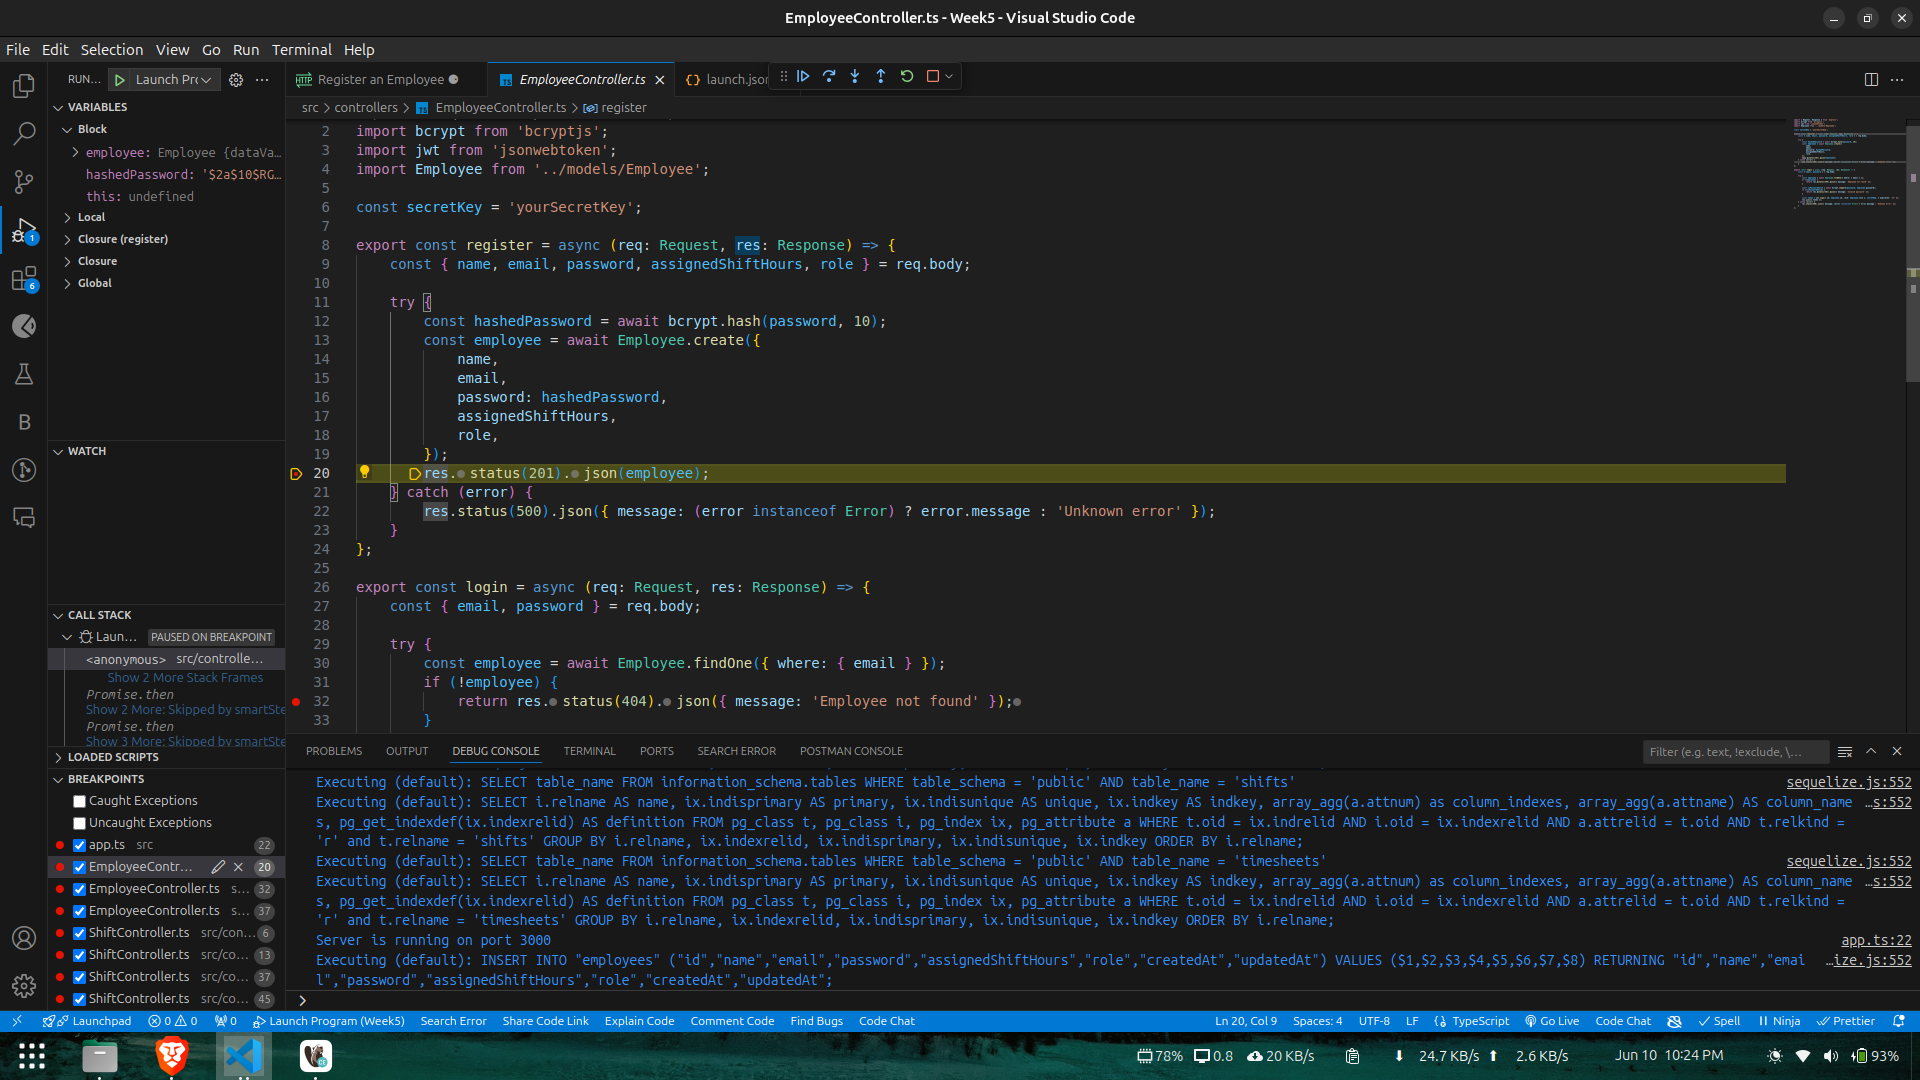 EmployeeController.ts - Week5 - Visual Studio Code
File Edit Selection View Go Run Terminal Help
RUN... Launch Prc
Register an Employee
EmployeeController.ts
launch.json
src > controllers > EmployeeController.ts > register
VARIABLES
Block
employee: Employee {dataVa...
hashedPassword: '$2a$10$RG...
this: undefined
Local
Closure (register)
Closure
Global
WATCH
CALL STACK
Laun... PAUSED ON BREAKPOINT
<anonymous> src/controlle...
Show 2 More Stack Frames
Promise.then
Show 2 More: Skipped by smartSte
Promise.then
Show 3 More: Skipped by smartSte
LOADED SCRIPTS
BREAKPOINTS
Caught Exceptions
Uncaught Exceptions
app.ts src 22
EmployeeContr... 20
EmployeeController.ts s... 32
EmployeeController.ts s... 37
ShiftController.ts src/con... 6
ShiftController.ts src/co... 13
ShiftController.ts src/co... 37
ShiftController.ts src/co... 45
2 import bcrypt from 'bcryptjs';
3 import jwt from 'jsonwebtoken';
4 import Employee from '../models/Employee';
5
6 const secretKey = 'yourSecretKey';
7
8 export const register = async (req: Request, res: Response) => {
9 const { name, email, password, assignedShiftHours, role } = req.body;
10
11 try {
12 const hashedPassword = await bcrypt.hash(password, 10);
13 const employee = await Employee.create({
14 name,
15 email,
16 password: hashedPassword,
17 assignedShiftHours,
18 role,
19 });
20 res. status(201). json(employee);
21 } catch (error) {
22 res.status(500).json({ message: (error instanceof Error) ? error.message : 'Unknown error' });
23 }
24 };
25
26 export const login = async (req: Request, res: Response) => {
27 const { email, password } = req.body;
28
29 try {
30 const employee = await Employee.findOne({ where: { email } });
31 if (!employee) {
32 return res. status(404). json({ message: 'Employee not found' });
33 }
PROBLEMS OUTPUT DEBUG CONSOLE TERMINAL PORTS SEARCH ERROR POSTMAN CONSOLE
Filter (e.g. text, !exclude, \...
Executing (default): SELECT table_name FROM information_schema.tables WHERE table_schema = 'public' AND table_name = 'shifts' sequelize.js:552
Executing (default): SELECT i.relname AS name, ix.indisprimary AS primary, ix.indisunique AS unique, ix.indkey AS indkey, array_agg(a.attnum) as column_indexes, array_agg(a.attname) AS column_name …s:552
s, pg_get_indexdef(ix.indexrelid) AS definition FROM pg_class t, pg_class i, pg_index ix, pg_attribute a WHERE t.oid = ix.indrelid AND i.oid = ix.indexrelid AND a.attrelid = t.oid AND t.relkind =
'r' and t.relname = 'shifts' GROUP BY i.relname, ix.indexrelid, ix.indisprimary, ix.indisunique, ix.indkey ORDER BY i.relname;
Executing (default): SELECT table_name FROM information_schema.tables WHERE table_schema = 'public' AND table_name = 'timesheets' sequelize.js:552
Executing (default): SELECT i.relname AS name, ix.indisprimary AS primary, ix.indisunique AS unique, ix.indkey AS indkey, array_agg(a.attnum) as column_indexes, array_agg(a.attname) AS column_name …s:552
s, pg_get_indexdef(ix.indexrelid) AS definition FROM pg_class t, pg_class i, pg_index ix, pg_attribute a WHERE t.oid = ix.indrelid AND i.oid = ix.indexrelid AND a.attrelid = t.oid AND t.relkind =
'r' and t.relname = 'timesheets' GROUP BY i.relname, ix.indexrelid, ix.indisprimary, ix.indisunique, ix.indkey ORDER BY i.relname;
Server is running on port 3000 app.ts:22
Executing (default): INSERT INTO "employees" ("id","name","email","password","assignedShiftHours","role","createdAt","updatedAt") VALUES ($1,$2,$3,$4,$5,$6,$7,$8) RETURNING "id","name","emai …ize.js:552
l","password","assignedShiftHours","role","createdAt","updatedAt";
Launchpad 0 0 0 Launch Program (Week5) Search Error Share Code Link Explain Code Comment Code Find Bugs Code Chat Ln 20, Col 9 Spaces: 4 UTF-8 LF TypeScript Go Live Code Chat Spell Ninja Prettier
78% 0.8 20 KB/s 24.7 KB/s 2.6 KB/s Jun 10 10:24 PM 93%